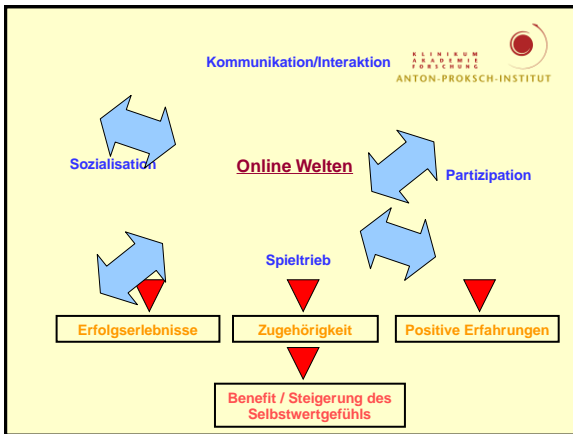 Kommunikation/Interaktion
KLINIKUM
AKADEMIE
FORSCHUNG
ANTON-PROKSCH-INSTITUT
Sozialisation
Online Welten
Partizipation
Spieltrieb
Erfolgserlebnisse
Zugehörigkeit
Positive Erfahrungen
Benefit / Steigerung des
Selbstwertgefühls